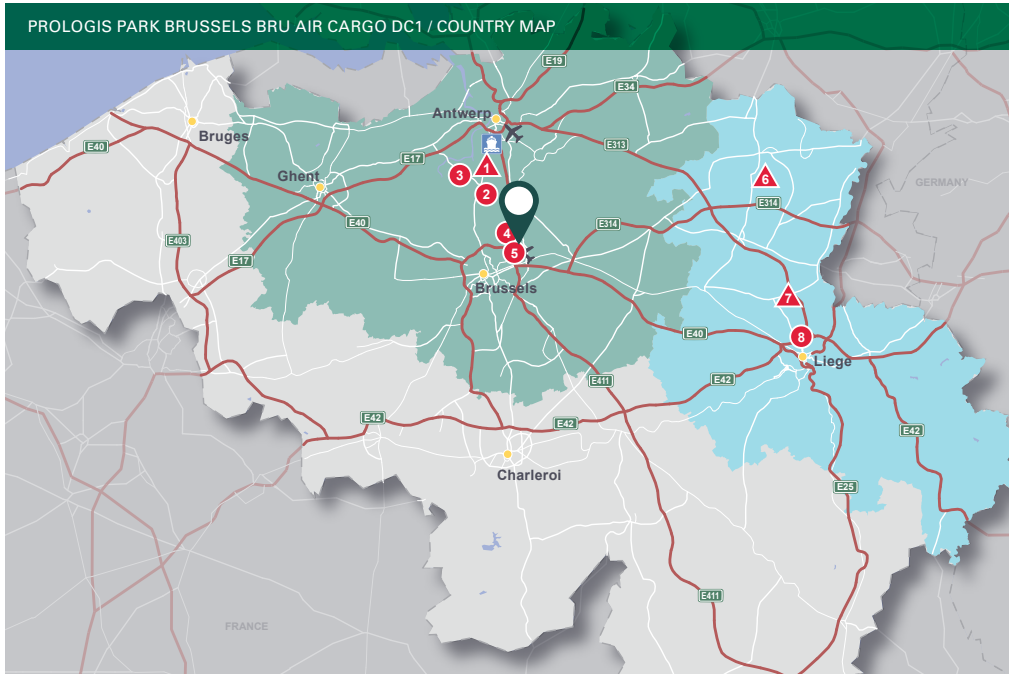 PROLOGIS PARK BRUSSELS BRU AIR CARGO DC1 / COUNTRY MAP
E19
E34
Antwerp
Bruges
E40
E313
E17
1
3
Ghent
6
GERMANY
2
E314
E40
E314
4
E403
5
E17
Brussels
7
E40
8
Liege
E411
E42
E42
E42
E42
Charleroi
E25
E411
FRANCE